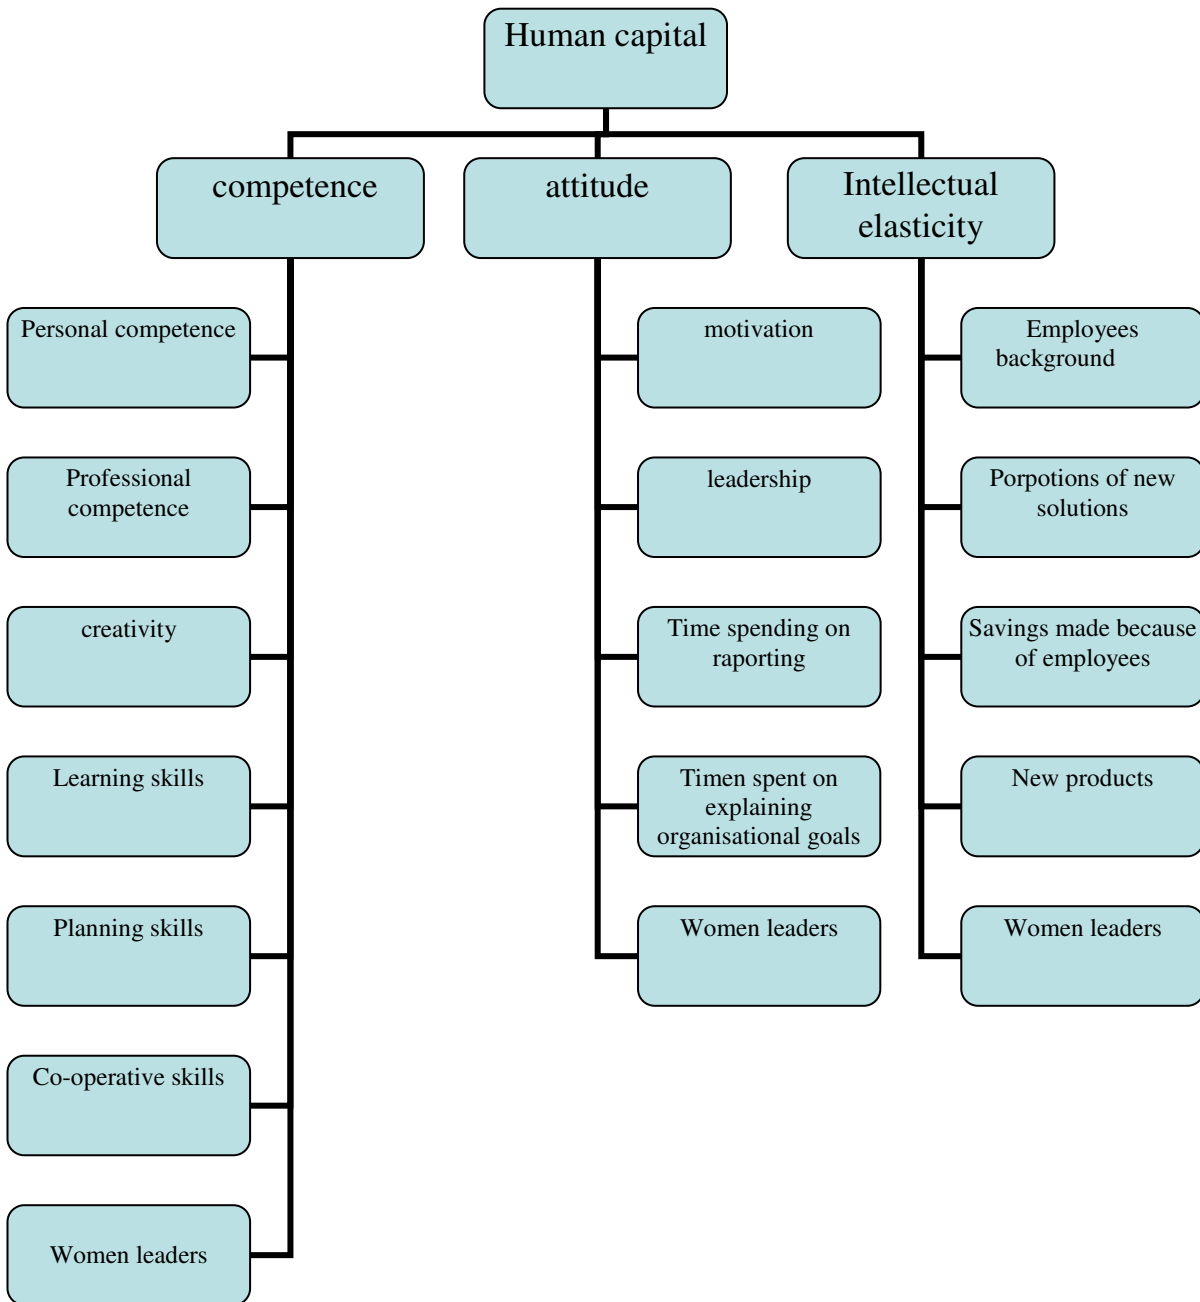 Human capital
competence
attitude
Intellectual
elasticity
Personal competence
Professional
competence
creativity
Learning skills
Planning skills
Co-operative skills
Women leaders
motivation
leadership
Time spending on
raporting
Timen spent on
explaining
organisational goals
Women leaders
Employees
background
Porpotions of new
solutions
Savings made because
of employees
New products
Women leaders